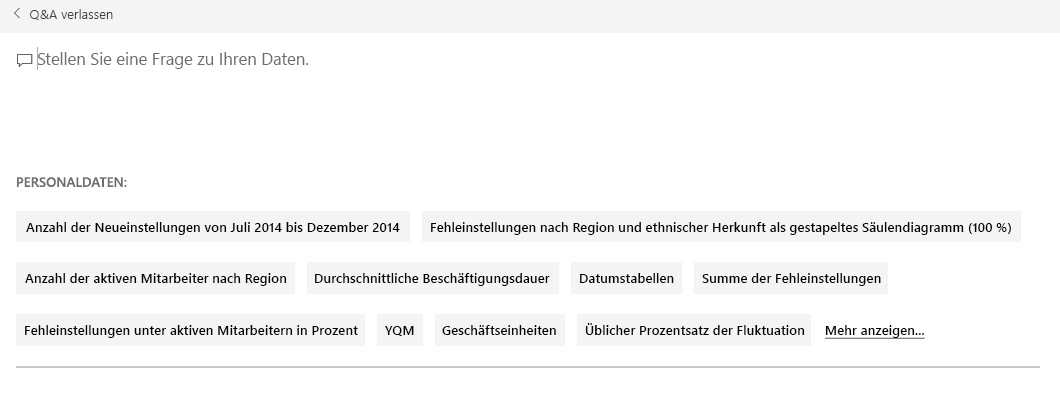 Q&A verlassen
Stellen Sie eine Frage zu Ihren Daten.
PERSONALDATEN:
Anzahl der Neueinstellungen von Juli 2014 bis Dezember 2014 Fehleinstellungen nach Region und ethnischer Herkunft als gestapeltes Säulendiagramm (100 %)
Anzahl der aktiven Mitarbeiter nach Region Durchschnittliche Beschäftigungsdauer Datumstabellen Summe der Fehleinstellungen
Fehleinstellungen unter aktiven Mitarbeitern in Prozent YQM Geschäftseinheiten Üblicher Prozentsatz der Fluktuation Mehr anzeigen...